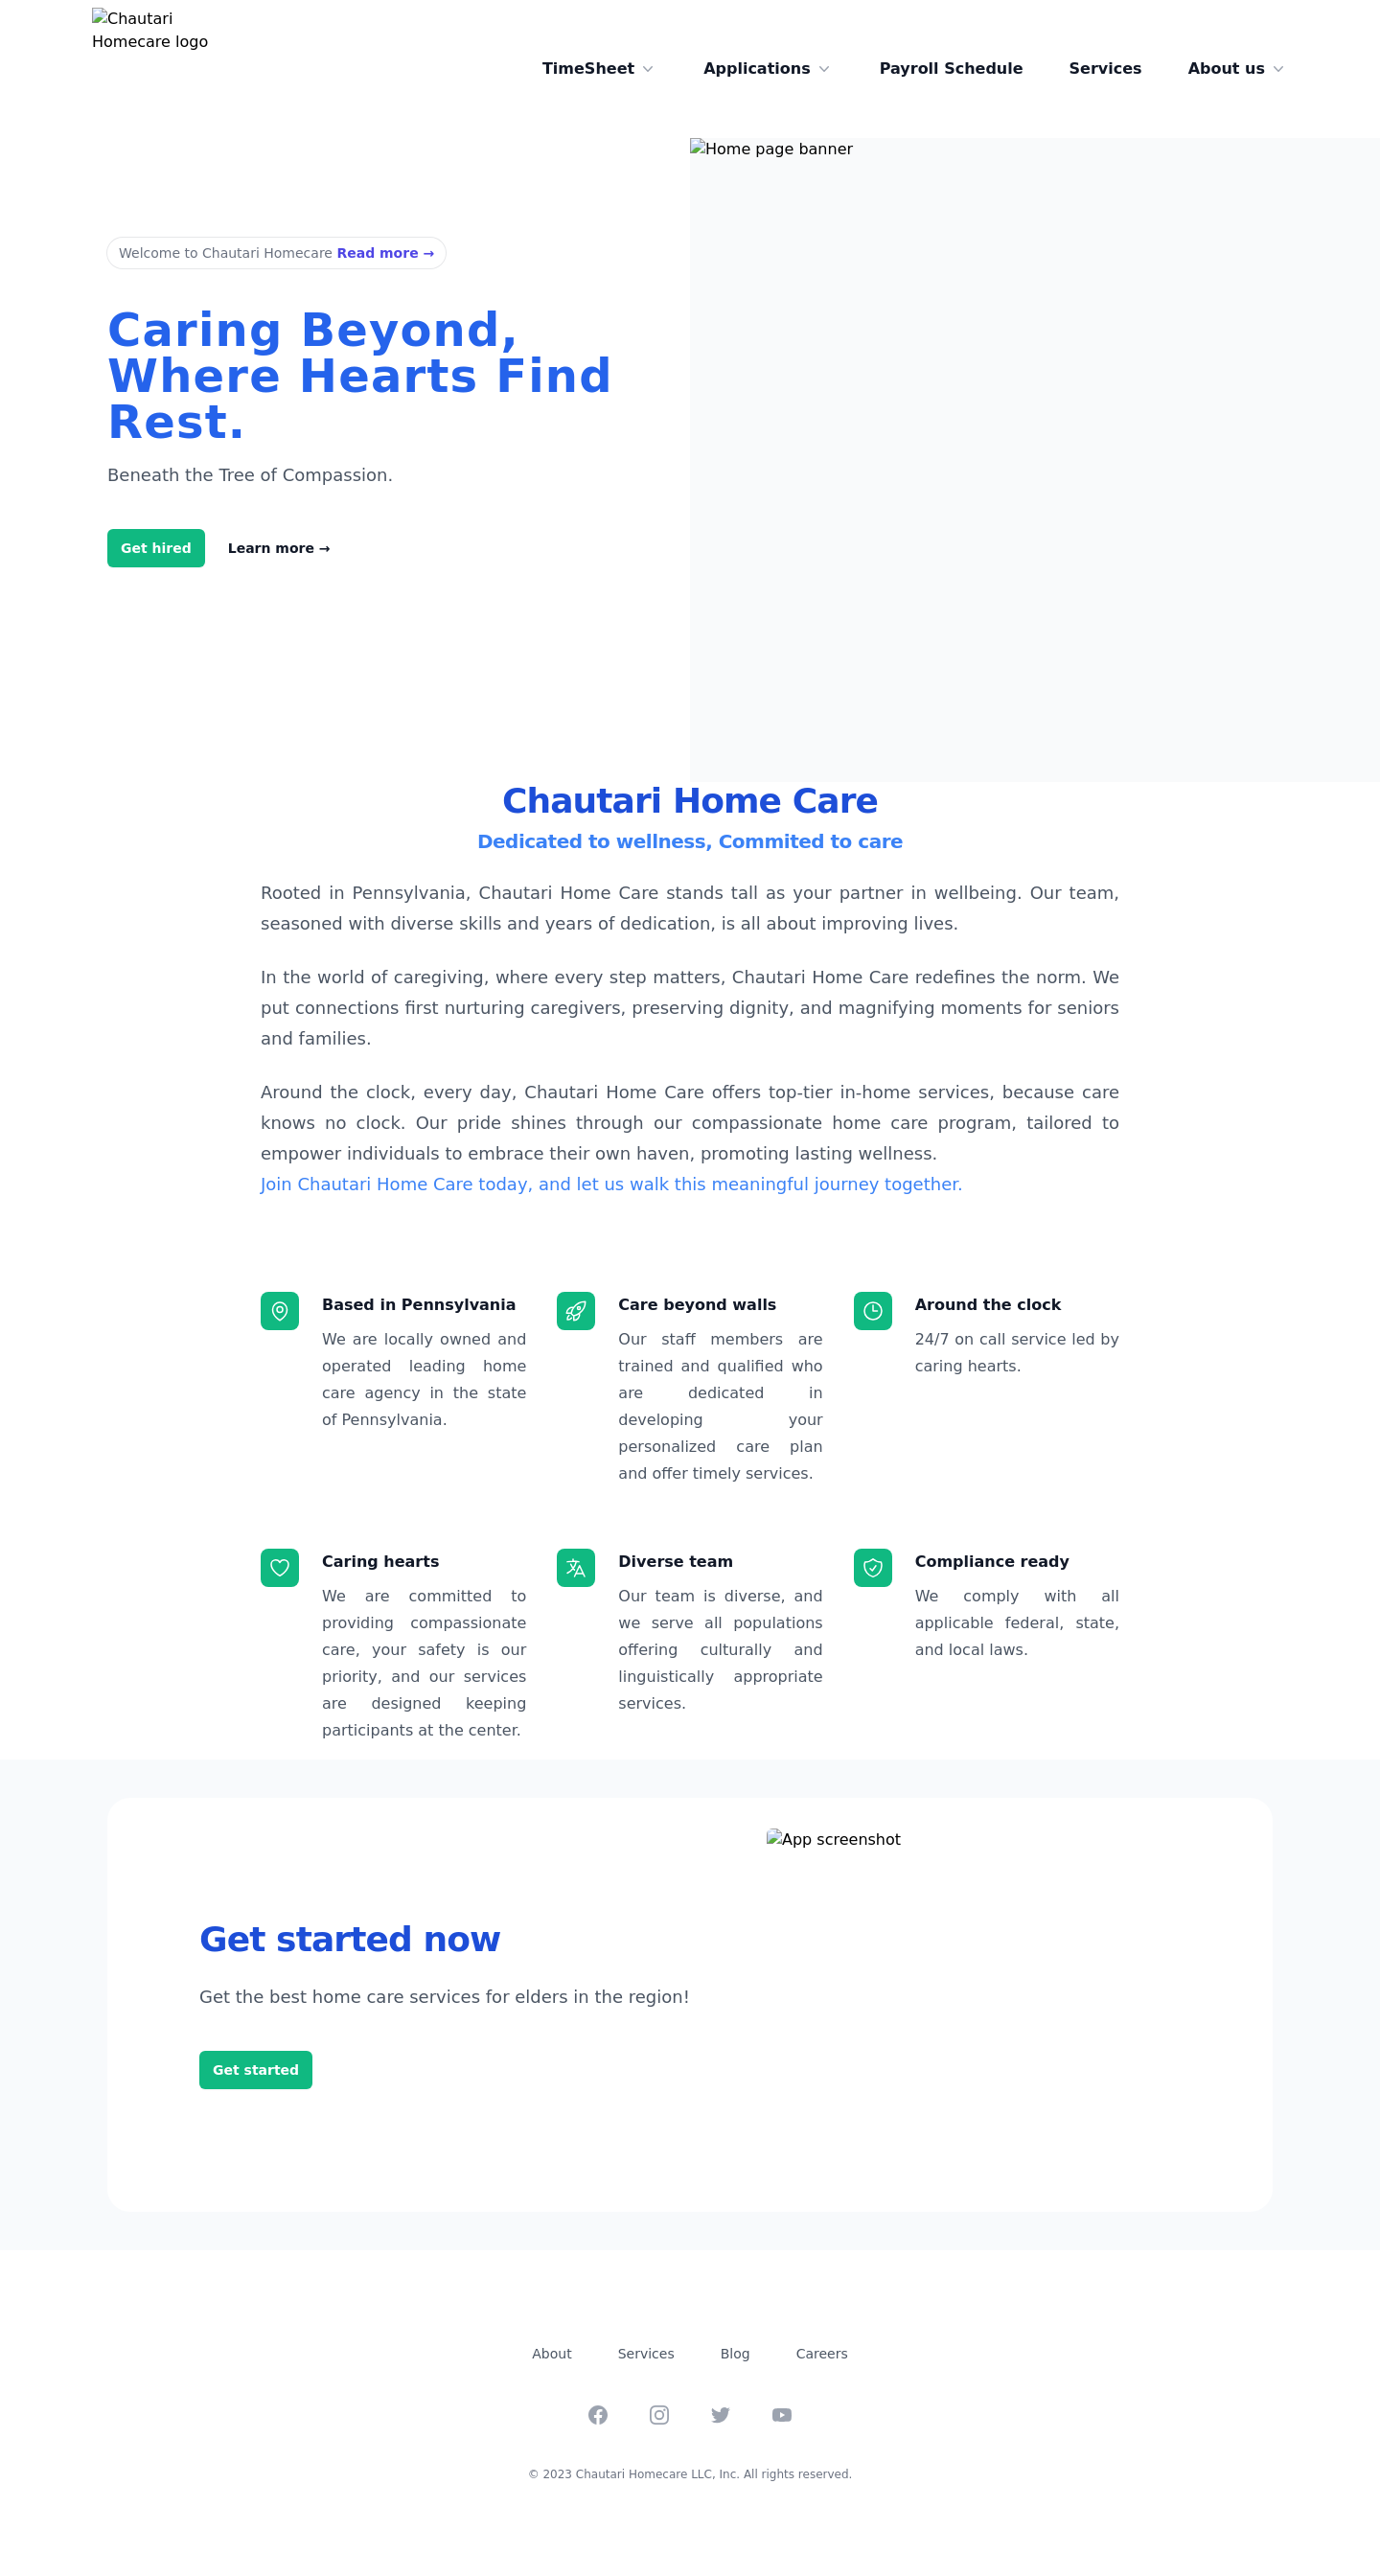 Chautari
Homecare logo
TimeSheet
Applications
Payroll Schedule
Services
About us
Home page banner
Welcome to Chautari Homecare Read more →
Caring Beyond,
Where Hearts Find
Rest.
Beneath the Tree of Compassion.
Get hired
Learn more →
Chautari Home Care
Dedicated to wellness, Commited to care
Rooted in Pennsylvania, Chautari Home Care stands tall as your partner in wellbeing. Our team,
seasoned with diverse skills and years of dedication, is all about improving lives.
In the world of caregiving, where every step matters, Chautari Home Care redefines the norm. We
put connections first nurturing caregivers, preserving dignity, and magnifying moments for seniors
and families.
Around the clock, every day, Chautari Home Care offers top-tier in-home services, because care
knows no clock. Our pride shines through our compassionate home care program, tailored to
empower individuals to embrace their own haven, promoting lasting wellness.
Join Chautari Home Care today, and let us walk this meaningful journey together.
Based in Pennsylvania
We are locally owned and
operated leading home
care agency in the state
of Pennsylvania.
Care beyond walls
Our staff members are
trained and qualified who
are dedicated in
developing your
personalized care plan
and offer timely services.
Around the clock
24/7 on call service led by
caring hearts.
Caring hearts
We are committed to
providing compassionate
care, your safety is our
priority, and our services
are designed keeping
participants at the center.
Diverse team
Our team is diverse, and
we serve all populations
offering culturally and
linguistically appropriate
services.
Compliance ready
We comply with all
applicable federal, state,
and local laws.
App screenshot
Get started now
Get the best home care services for elders in the region!
Get started
About
Services
Blog
Careers
© 2023 Chautari Homecare LLC, Inc. All rights reserved.